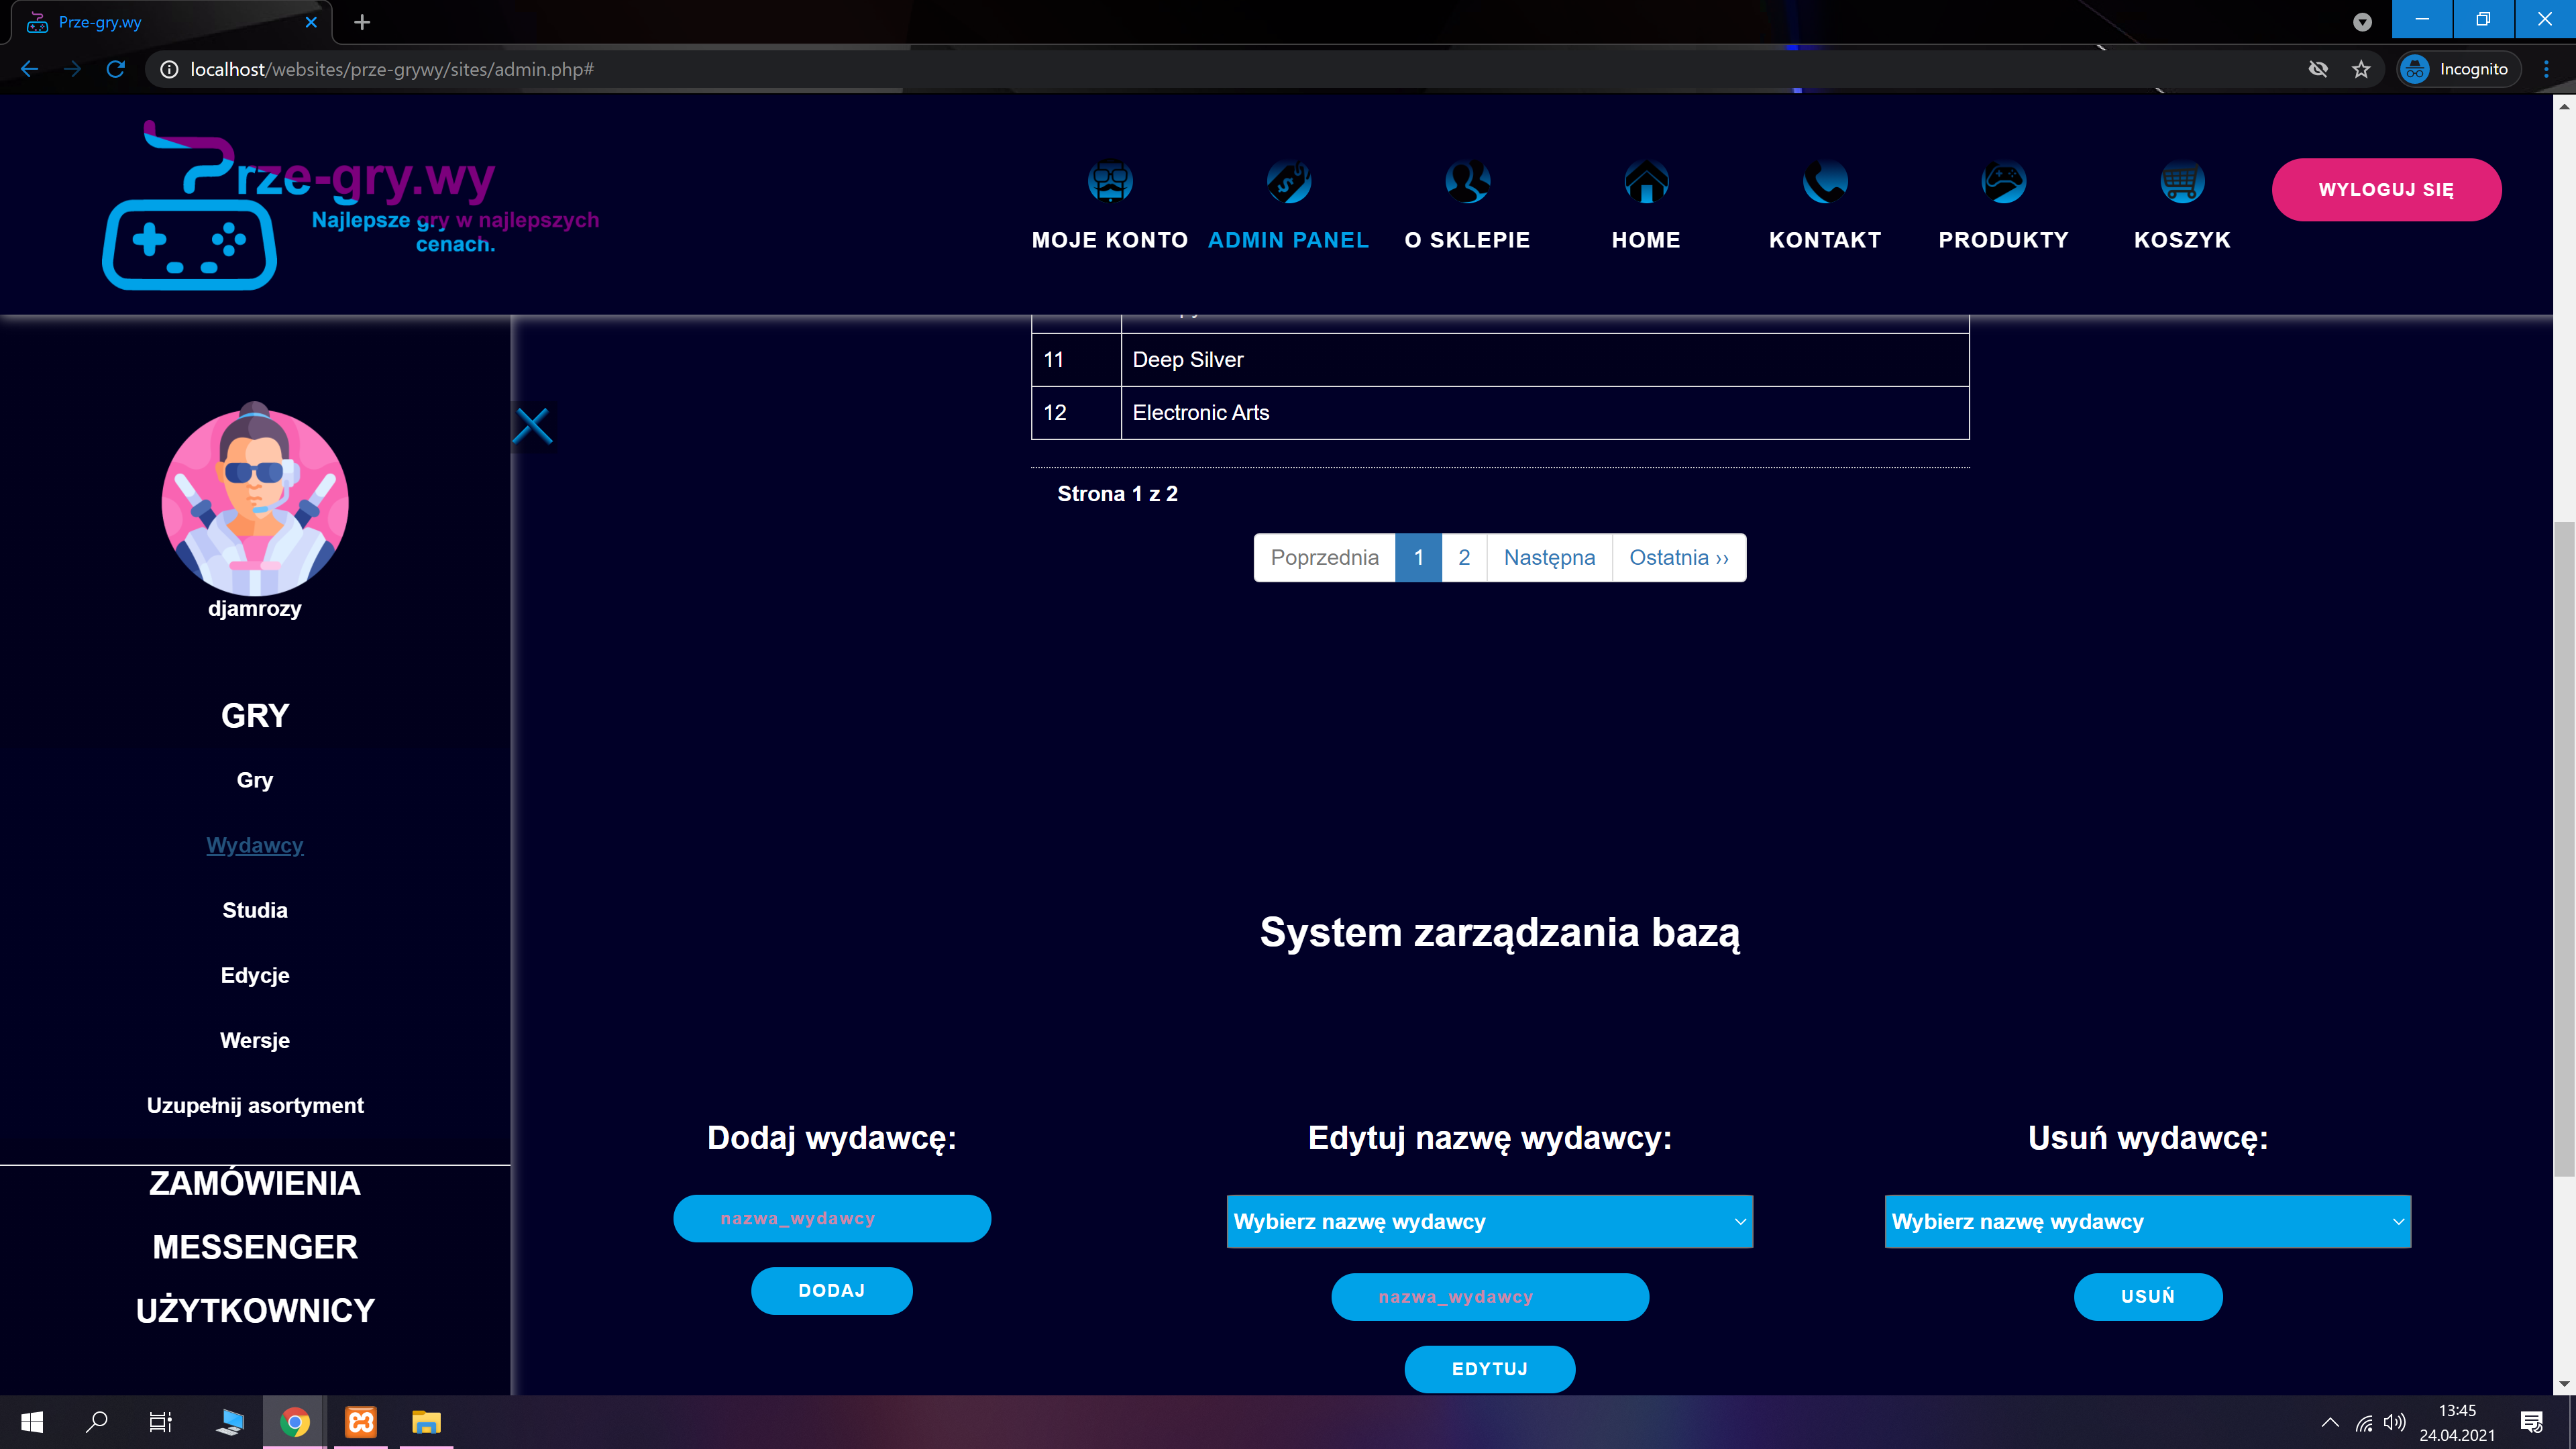 Prze-gry.wy
localhost/websites/prze-grywy/sites/admin.php#
Incognito
Prze-gry.wy
Najlepsze gry w najlepszych
cenach.
MOJE KONTO
ADMIN PANEL
O SKLEPIE
HOME
KONTAKT
PRODUKTY
KOSZYK
WYLOGUJ SIĘ
11 Deep Silver
12 Electronic Arts
Strona 1 z 2
Poprzednia 1 2 Następna Ostatnia ››
djamrozy
GRY
Gry
Wydawcy
Studia
Edycje
Wersje
Uzupełnij asortyment
ZAMÓWIENIA
MESSENGER
UŻYTKOWNICY
System zarządzania bazą
Dodaj wydawcę:
nazwa_wydawcy
DODAJ
Edytuj nazwę wydawcy:
Wybierz nazwę wydawcy
nazwa_wydawcy
EDYTUJ
Usuń wydawcę:
Wybierz nazwę wydawcy
USUŃ
13:45
24.04.2021